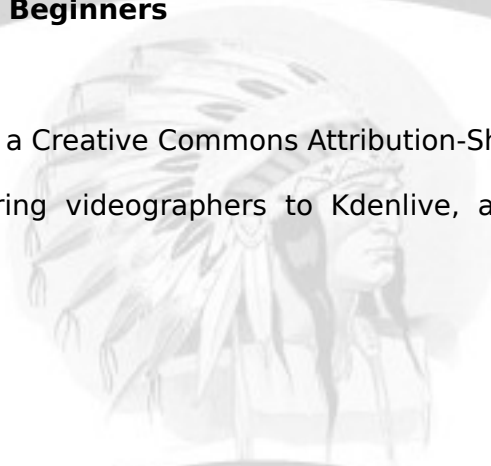 Beginners
a Creative Commons Attribution-Sh
ring videographers to Kdenlive, a